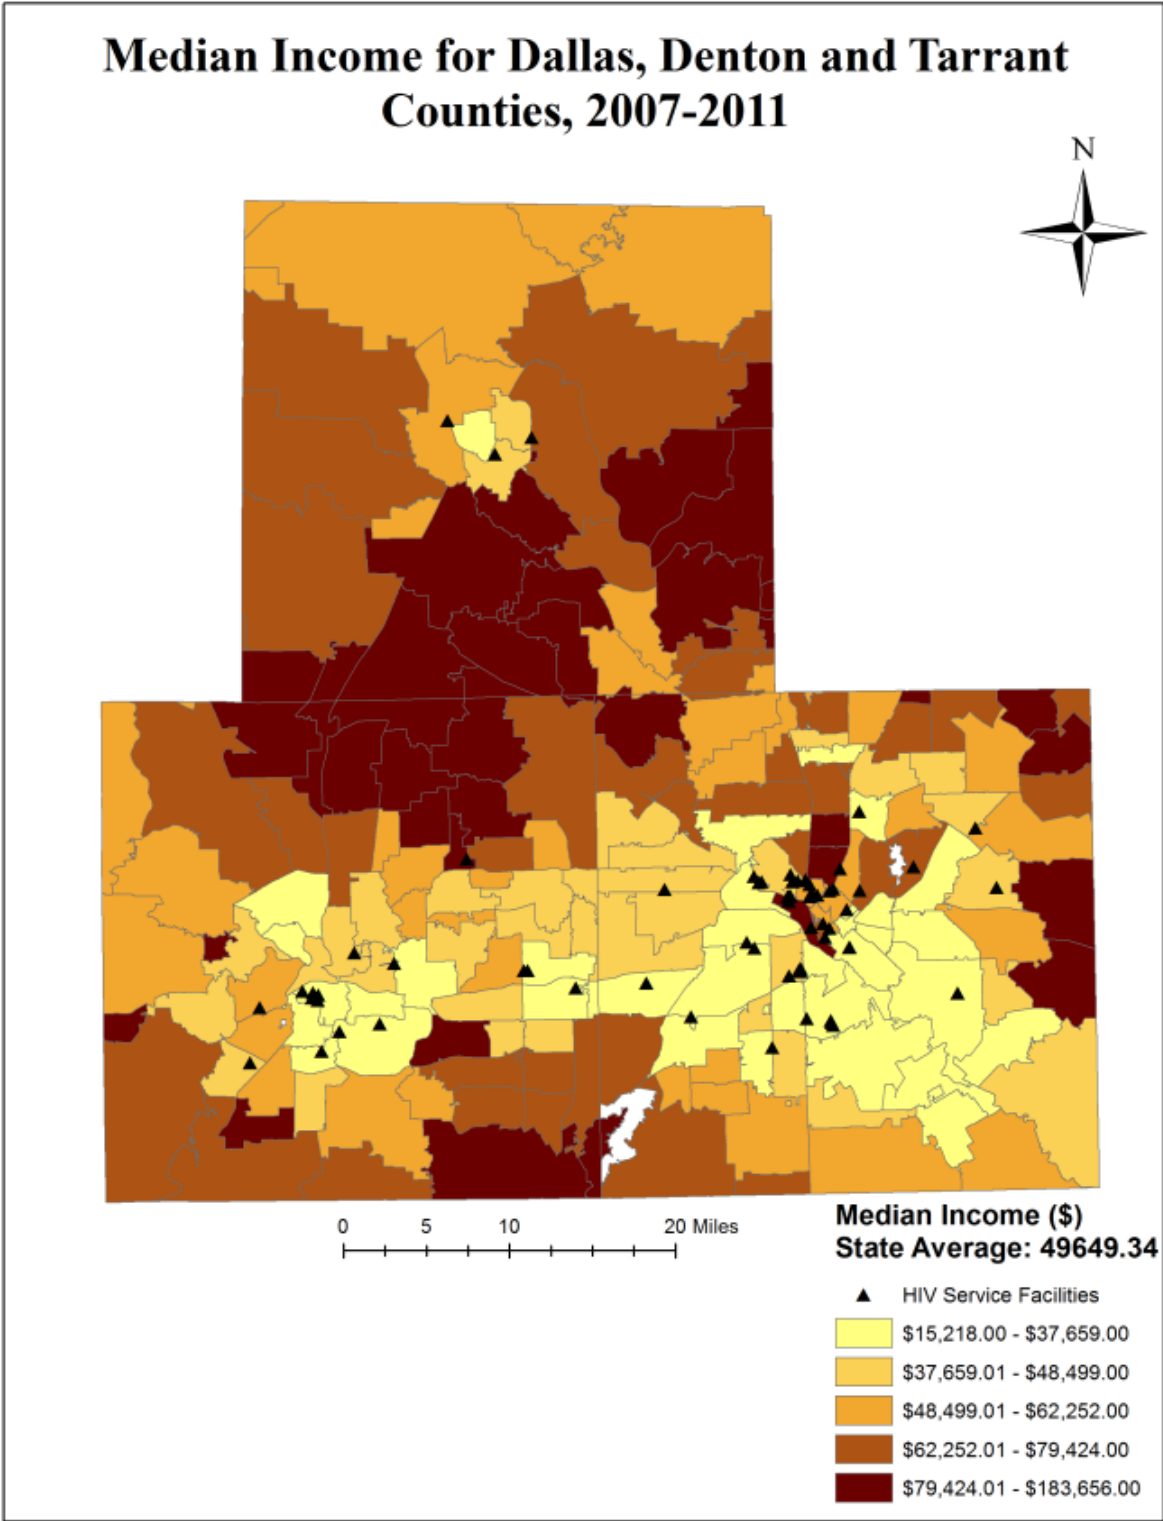 Median Income for Dallas, Denton and Tarrant
Counties, 2007-2011
N
0 5 10 20 Miles
Median Income ($)
State Average: 49649.34
HIV Service Facilities
$15,218.00 - $37,659.00
$37,659.01 - $48,499.00
$48,499.01 - $62,252.00
$62,252.01 - $79,424.00
$79,424.01 - $183,656.00